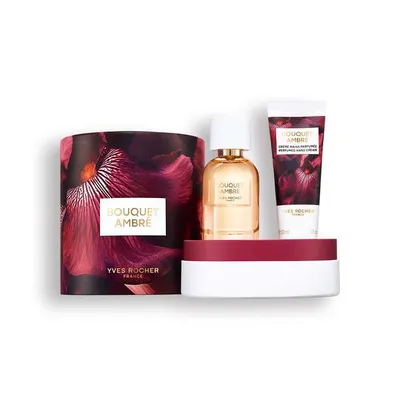 BOUQUET
AMBRÉ
YVES ROCHER
FRANCE
BOUQUET
AMBRÉ
YVES ROCHER
BOUQUET
AMBRÉ
CRÈME MAINS PARFUMÉE
PERFUMED HAND CREAM
YVES ROCHER
FRANCE